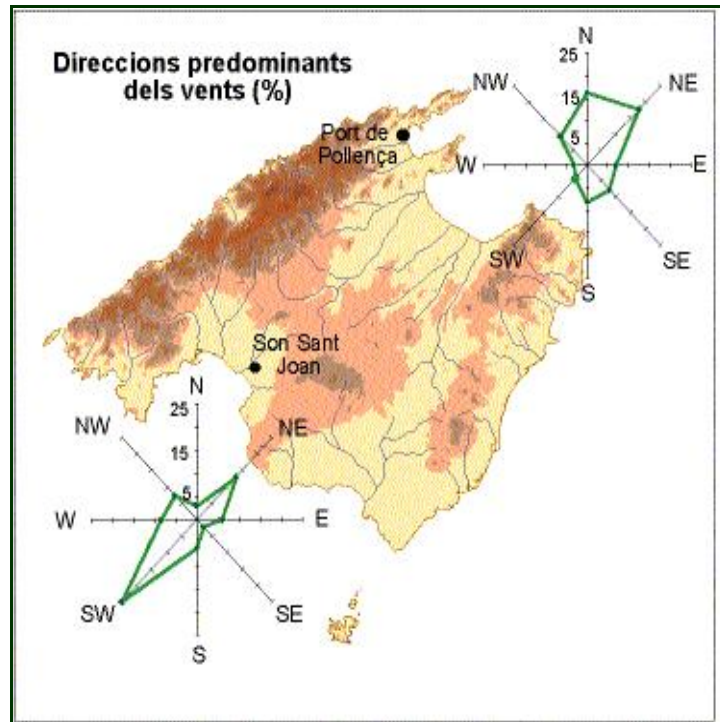 Direccions predominants
dels vents (%)
N
25
NW
NE
15
5
W
E
SW
SE
S
Port de
Pollença
Son Sant
Joan
N
25
NW
NE
15
5
W
E
SW
SE
S